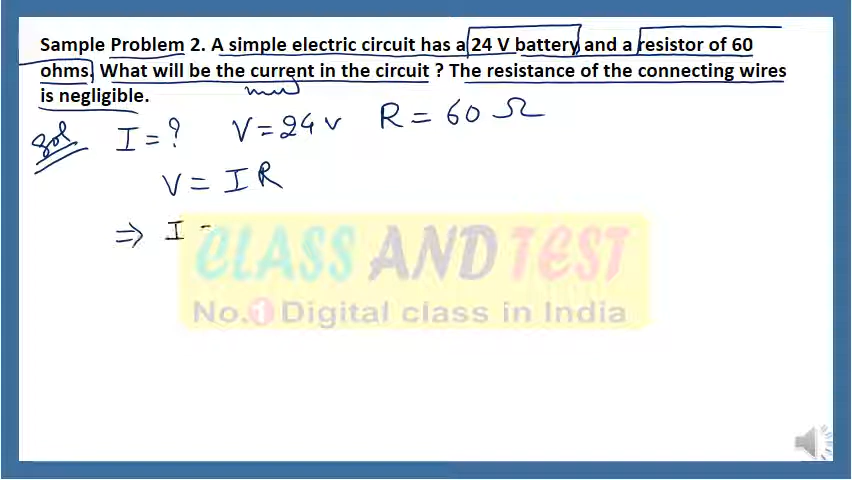 Sample Problem 2. A simple electric circuit has a 24 V battery and a resistor of 60
ohms. What will be the current in the circuit ? The resistance of the connecting wires
is negligible.
Sol I = ? V = 24 V R = 60 Ω
V = I R
⇒ I =
CLASS AND TEST
No.1 Digital class in India